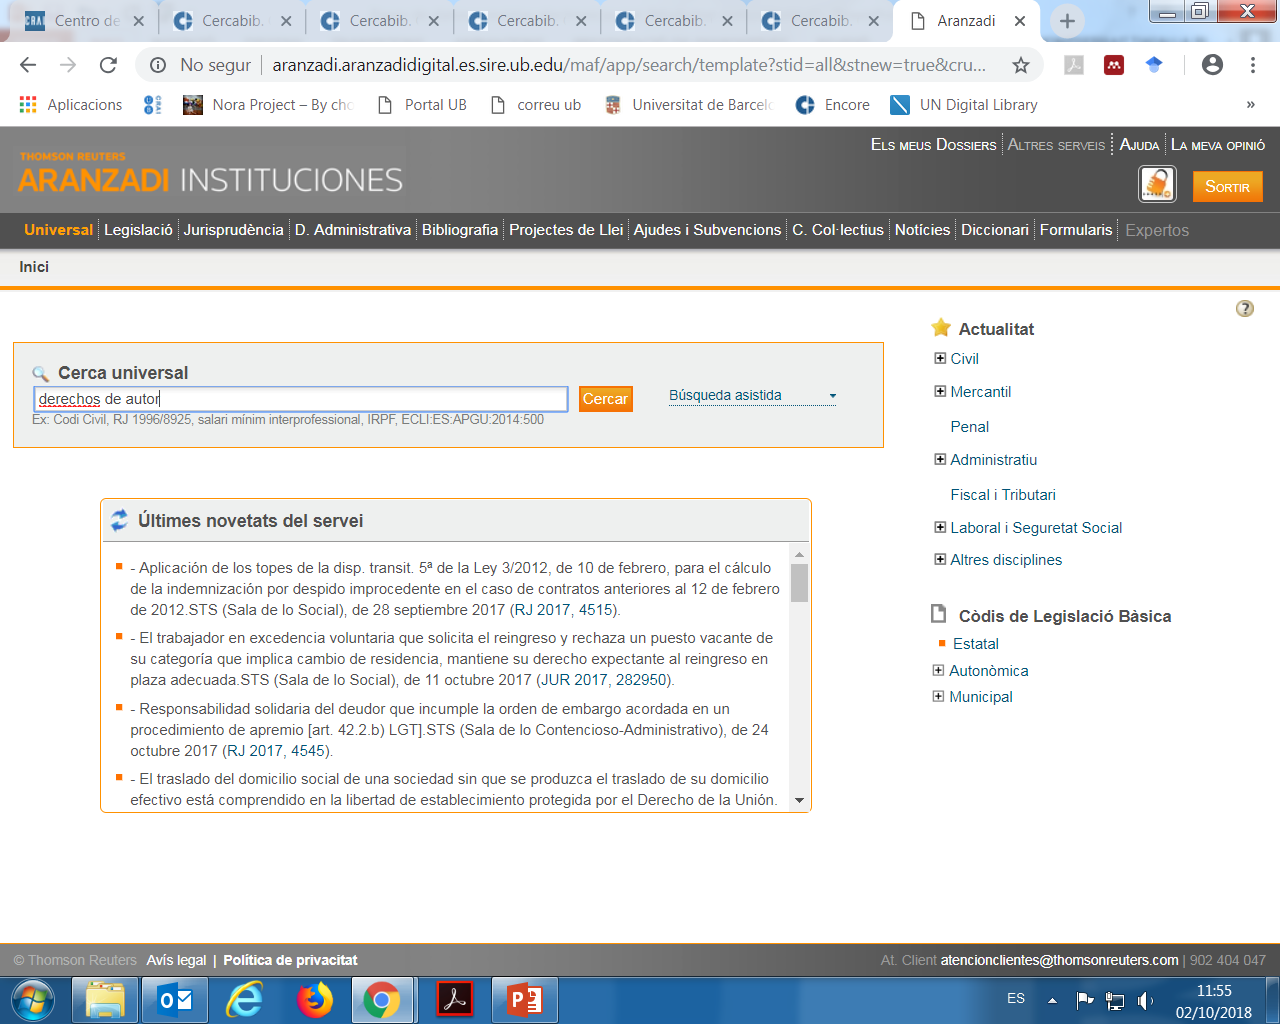 Centro de
Cercabib.
Cercabib.
Cercabib.
Cercabib.
Cercabib.
Aranzadi
No segur
aranzadi.aranzadidigital.es.sire.ub.edu/maf/app/search/template?stid=all&stnew=true&cru...
Aplicacions
Nora Project – By cho
Portal UB
correu ub
Universitat de Barcelo
Encore
UN Digital Library
»
Els meus Dossiers
Altres serveis
Ajuda
La meva opinió
THOMSON REUTERS
ARANZADI INSTITUCIONES
Sortir
Universal
Legislació
Jurisprudència
D. Administrativa
Bibliografia
Projectes de Llei
Ajudes i Subvencions
C. Col·lectius
Notícies
Diccionari
Formularis
Expertos
Inici
Cerca universal
derechos de autor
Cercar
Búsqueda asistida
Ex: Codi Civil, RJ 1996/8925, salari mínim interprofessional, IRPF, ECLI:ES:APGU:2014:500
Últimes novetats del servei
- Aplicación de los topes de la disp. transit. 5ª de la Ley 3/2012, de 10 de febrero, para el cálculo
de la indemnización por despido improcedente en el caso de contratos anteriores al 12 de febrero
de 2012.STS (Sala de lo Social), de 28 septiembre 2017 (RJ 2017, 4515).
- El trabajador en excedencia voluntaria que solicita el reingreso y rechaza un puesto vacante de
su categoría que implica cambio de residencia, mantiene su derecho expectante al reingreso en
plaza adecuada.STS (Sala de lo Social), de 11 octubre 2017 (JUR 2017, 282950).
- Responsabilidad solidaria del deudor que incumple la orden de embargo acordada en un
procedimiento de apremio [art. 42.2.b) LGT].STS (Sala de lo Contencioso-Administrativo), de 24
octubre 2017 (RJ 2017, 4545).
- El traslado del domicilio social de una sociedad sin que se produzca el traslado de su domicilio
efectivo está comprendido en la libertad de establecimiento protegida por el Derecho de la Unión.
?
Actualitat
Civil
Mercantil
Penal
Administratiu
Fiscal i Tributari
Laboral i Seguretat Social
Altres disciplines
Còdis de Legislació Bàsica
Estatal
Autonòmica
Municipal
© Thomson Reuters
Avís legal | Política de privacitat
At. Client atencionclientes@thomsonreuters.com | 902 404 047
ES
11:55
02/10/2018